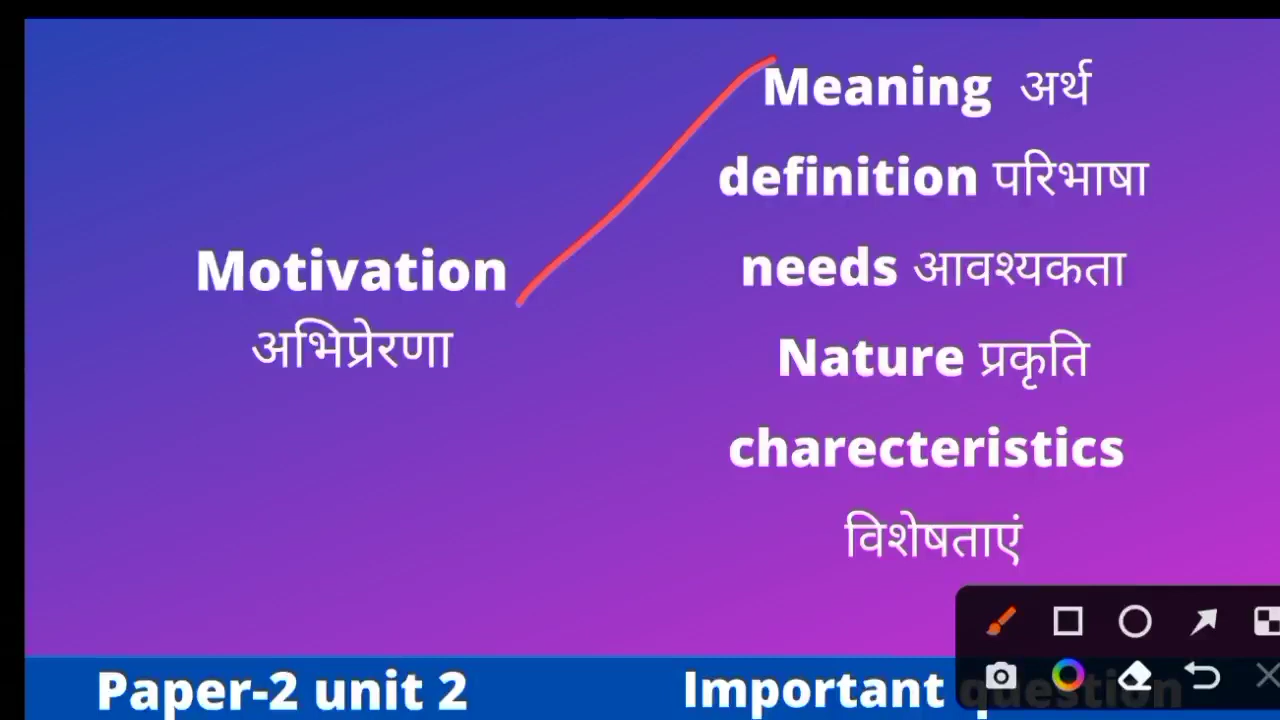 Motivation
अभिप्रेरणा
Meaning अर्थ
definition परिभाषा
needs आवश्यकता
Nature प्रकृति
charecteristics
विशेषताएं
Paper-2 unit 2
Important question